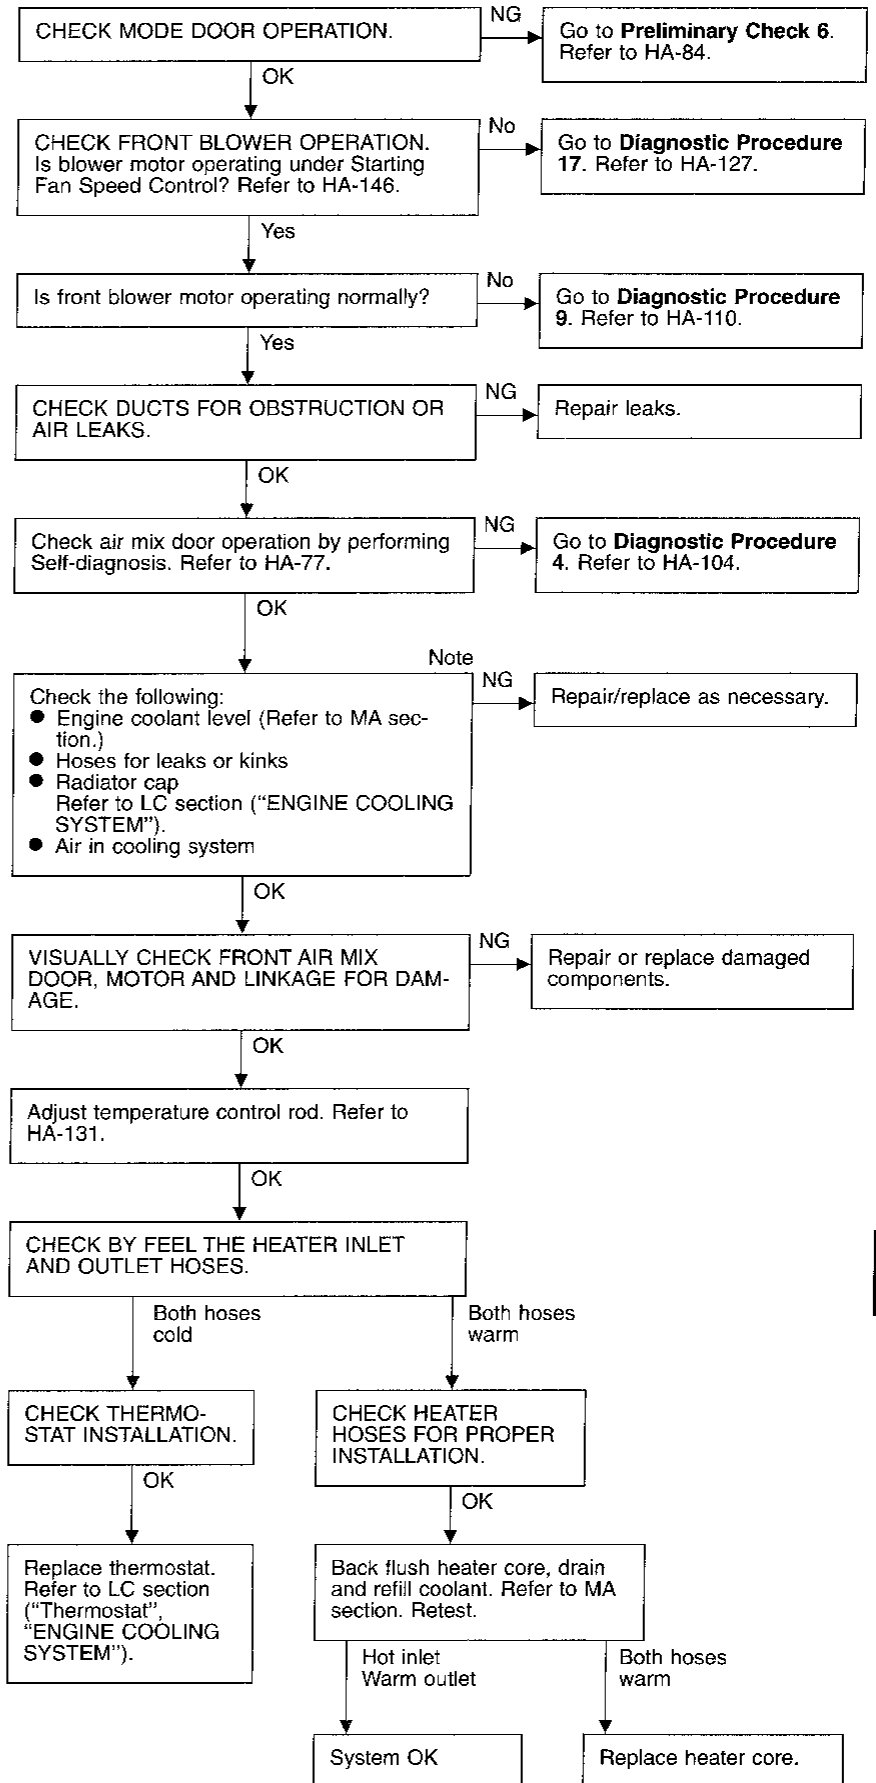 CHECK MODE DOOR OPERATION.
NG
Go to Preliminary Check 6.
Refer to HA-84.
OK
CHECK FRONT BLOWER OPERATION.
Is blower motor operating under Starting
Fan Speed Control? Refer to HA-146.
No
Go to Diagnostic Procedure
17. Refer to HA-127.
Yes
Is front blower motor operating normally?
No
Go to Diagnostic Procedure
9. Refer to HA-110.
Yes
CHECK DUCTS FOR OBSTRUCTION OR
AIR LEAKS.
NG
Repair leaks.
OK
Check air mix door operation by performing
Self-diagnosis. Refer to HA-77.
NG
Go to Diagnostic Procedure
4. Refer to HA-104.
OK
Note
Check the following:
● Engine coolant level (Refer to MA sec-
tion.)
● Hoses for leaks or kinks
● Radiator cap
Refer to LC section (“ENGINE COOLING
SYSTEM”).
● Air in cooling system
NG
Repair/replace as necessary.
OK
VISUALLY CHECK FRONT AIR MIX
DOOR, MOTOR AND LINKAGE FOR DAM-
AGE.
NG
Repair or replace damaged
components.
OK
Adjust temperature control rod. Refer to
HA-131.
OK
CHECK BY FEEL THE HEATER INLET
AND OUTLET HOSES.
Both hoses
cold
Both hoses
warm
CHECK THERMO-
STAT INSTALLATION.
CHECK HEATER
HOSES FOR PROPER
INSTALLATION.
OK
OK
Replace thermostat.
Refer to LC section
(“Thermostat”,
“ENGINE COOLING
SYSTEM”).
Back flush heater core, drain
and refill coolant. Refer to MA
section. Retest.
Hot inlet
Warm outlet
Both hoses
warm
System OK
Replace heater core.